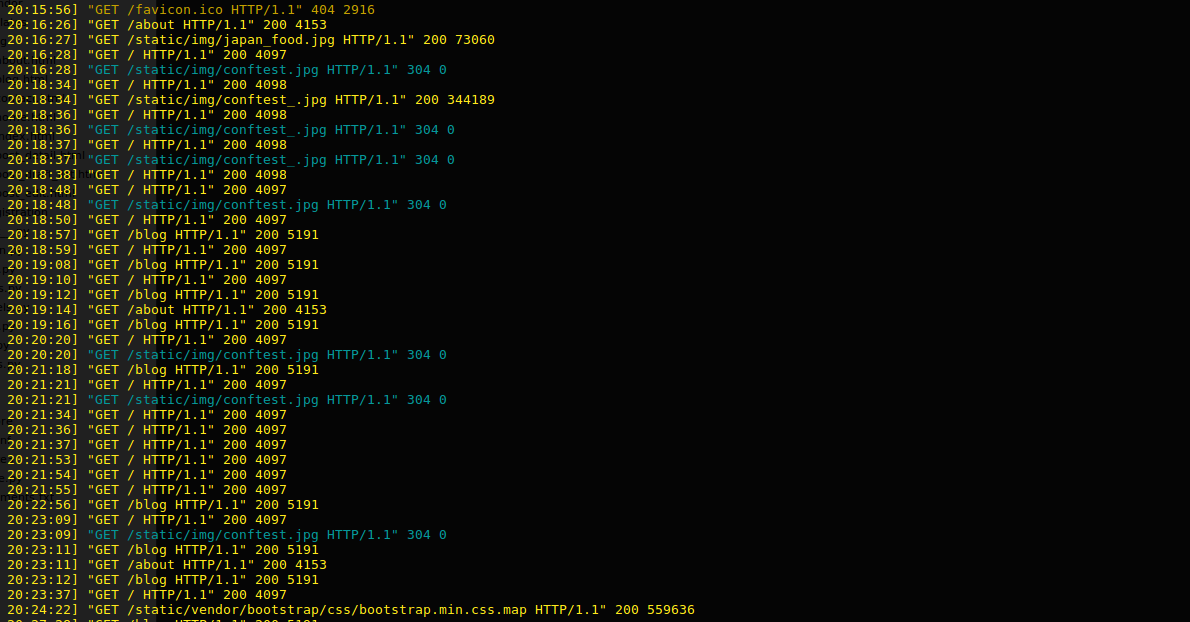 20:15:56] "GET /favicon.ico HTTP/1.1" 404 2916
20:16:26] "GET /about HTTP/1.1" 200 4153
20:16:27] "GET /static/img/japan_food.jpg HTTP/1.1" 200 73060
20:16:28] "GET / HTTP/1.1" 200 4097
20:16:28] "GET /static/img/conftest.jpg HTTP/1.1" 304 0
20:18:34] "GET / HTTP/1.1" 200 4098
20:18:34] "GET /static/img/conftest_.jpg HTTP/1.1" 200 344189
20:18:36] "GET / HTTP/1.1" 200 4098
20:18:36] "GET /static/img/conftest_.jpg HTTP/1.1" 304 0
20:18:37] "GET / HTTP/1.1" 200 4098
20:18:37] "GET /static/img/conftest_.jpg HTTP/1.1" 304 0
20:18:38] "GET / HTTP/1.1" 200 4098
20:18:48] "GET / HTTP/1.1" 200 4097
20:18:48] "GET /static/img/conftest.jpg HTTP/1.1" 304 0
20:18:50] "GET / HTTP/1.1" 200 4097
20:18:57] "GET /blog HTTP/1.1" 200 5191
20:18:59] "GET / HTTP/1.1" 200 4097
20:19:08] "GET /blog HTTP/1.1" 200 5191
20:19:10] "GET / HTTP/1.1" 200 4097
20:19:12] "GET /blog HTTP/1.1" 200 5191
20:19:14] "GET /about HTTP/1.1" 200 4153
20:19:16] "GET /blog HTTP/1.1" 200 5191
20:20:20] "GET / HTTP/1.1" 200 4097
20:20:20] "GET /static/img/conftest.jpg HTTP/1.1" 304 0
20:21:18] "GET /blog HTTP/1.1" 200 5191
20:21:21] "GET / HTTP/1.1" 200 4097
20:21:21] "GET /static/img/conftest.jpg HTTP/1.1" 304 0
20:21:34] "GET / HTTP/1.1" 200 4097
20:21:36] "GET / HTTP/1.1" 200 4097
20:21:37] "GET / HTTP/1.1" 200 4097
20:21:53] "GET / HTTP/1.1" 200 4097
20:21:54] "GET / HTTP/1.1" 200 4097
20:21:55] "GET / HTTP/1.1" 200 4097
20:22:56] "GET /blog HTTP/1.1" 200 5191
20:23:09] "GET / HTTP/1.1" 200 4097
20:23:09] "GET /static/img/conftest.jpg HTTP/1.1" 304 0
20:23:11] "GET /blog HTTP/1.1" 200 5191
20:23:11] "GET /about HTTP/1.1" 200 4153
20:23:12] "GET /blog HTTP/1.1" 200 5191
20:23:37] "GET / HTTP/1.1" 200 4097
20:24:22] "GET /static/vendor/bootstrap/css/bootstrap.min.css.map HTTP/1.1" 200 559636